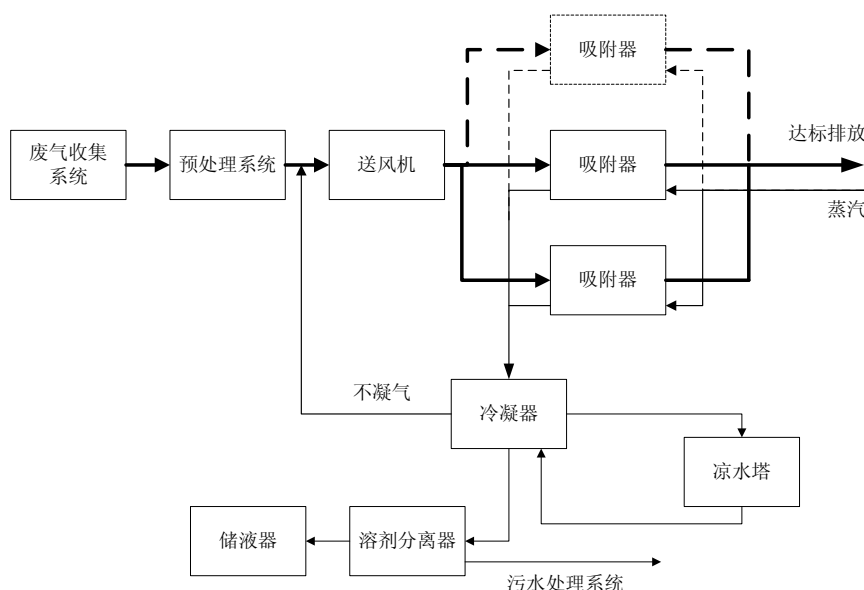 吸附器
废气收集
系统
预处理系统
送风机
吸附器
达标排放
蒸汽
吸附器
不凝气
冷凝器
凉水塔
储液器
溶剂分离器
污水处理系统